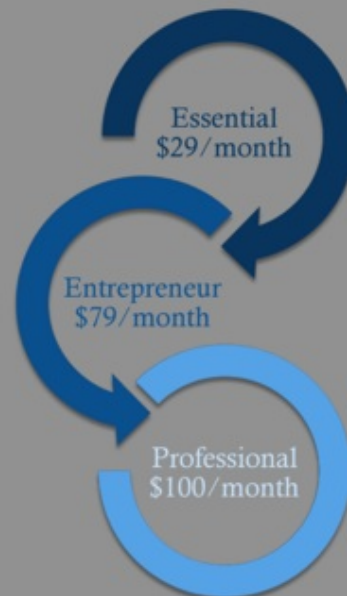 Essential
$29/month
Entrepreneur
$79/month
Professional
$100/month